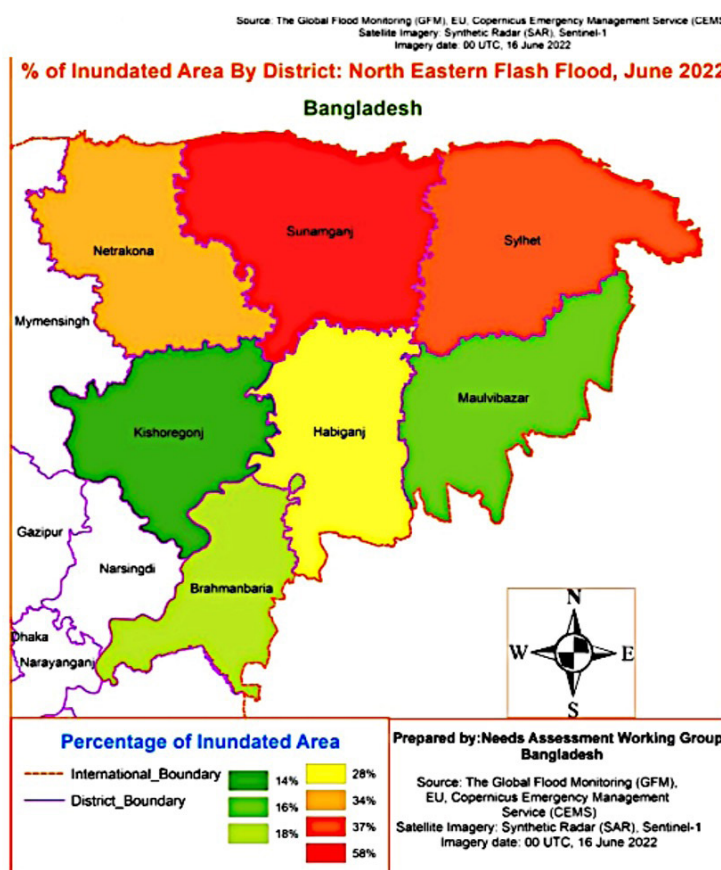 Source: The Global Flood Monitoring (GFM), EU, Copernicus Emergency Management Service (CEMS
Satellite Imagery: Synthetic Radar (SAR), Sentinel-1
Imagery date: 00 UTC, 16 June 2022
% of Inundated Area By District: North Eastern Flash Flood, June 2022
Bangladesh
Sunamganj
Sylhet
Netrakona
Mymensingh
Maulvibazar
Kishoregonj
Habiganj
Gazipur
Narsingdi
Brahmanbaria
Dhaka
Narayanganj
N
W
E
S
Percentage of Inundated Area
International_Boundary
District_Boundary
14%
16%
18%
28%
34%
37%
58%
Prepared by:Needs Assessment Working Group
Bangladesh
Source: The Global Flood Monitoring (GFM),
EU, Copernicus Emergency Management
Service (CEMS)
Satellite Imagery: Synthetic Radar (SAR), Sentinel-1
Imagery date: 00 UTC, 16 June 2022